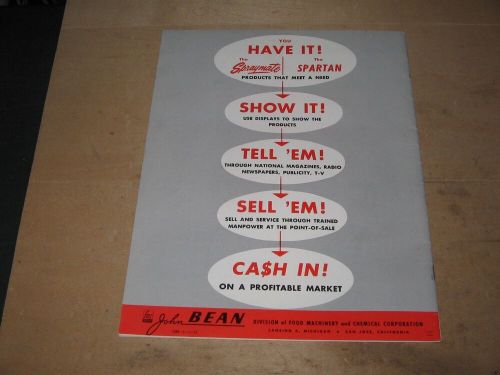 YOU
HAVE IT!
The Spraymate The SPARTAN
PRODUCTS THAT MEET A NEED
SHOW IT!
USE DISPLAYS TO SHOW THE
PRODUCTS
TELL 'EM!
THROUGH NATIONAL MAGAZINES, RADIO
NEWSPAPERS, PUBLICITY, T-V
SELL 'EM!
SELL AND SERVICE THROUGH TRAINED
MANPOWER AT THE POINT-OF-SALE
CA$H IN!
ON A PROFITABLE MARKET
John BEAN DIVISION of FOOD MACHINERY and CHEMICAL CORPORATION
LANSING 4, MICHIGAN SAN JOSE, CALIFORNIA